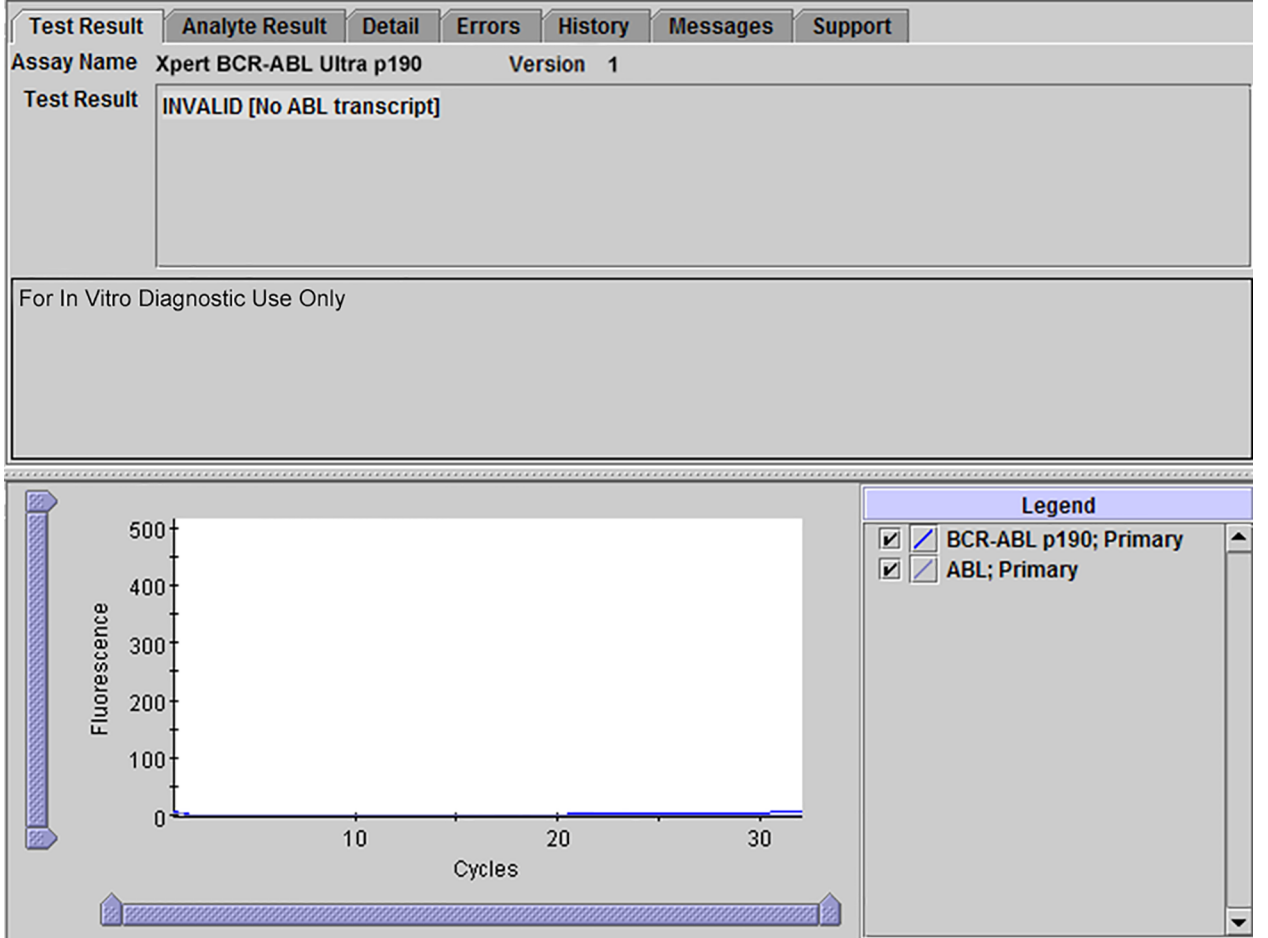 Test Result Analyte Result Detail Errors History Messages Support
Assay Name Xpert BCR-ABL Ultra p190 Version 1
Test Result INVALID [No ABL transcript]
For In Vitro Diagnostic Use Only
Legend
BCR-ABL p190; Primary
ABL; Primary
Fluorescence
500
400
300
200
100
0
10 20 30
Cycles